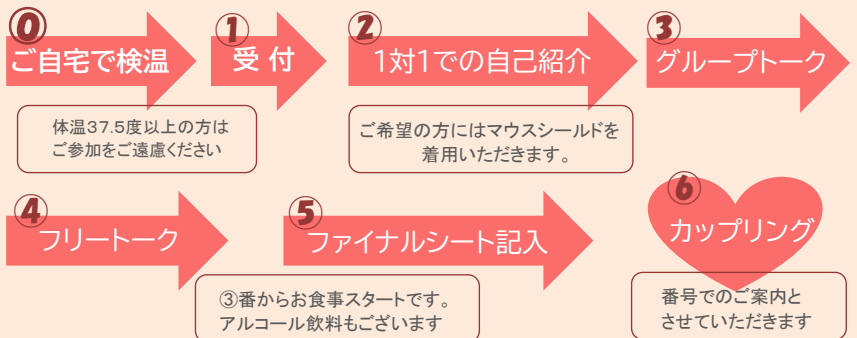 ⓪
ご自宅で検温
①
受付
②
1対1での自己紹介
③
グループトーク
体温37.5度以上の方は
ご参加をご遠慮ください
ご希望の方にはマウスシールドを
着用いただきます。
④
フリートーク
⑤
ファイナルシート記入
⑥
カップリング
③番からお食事スタートです。
アルコール飲料もございます
番号でのご案内と
させていただきます